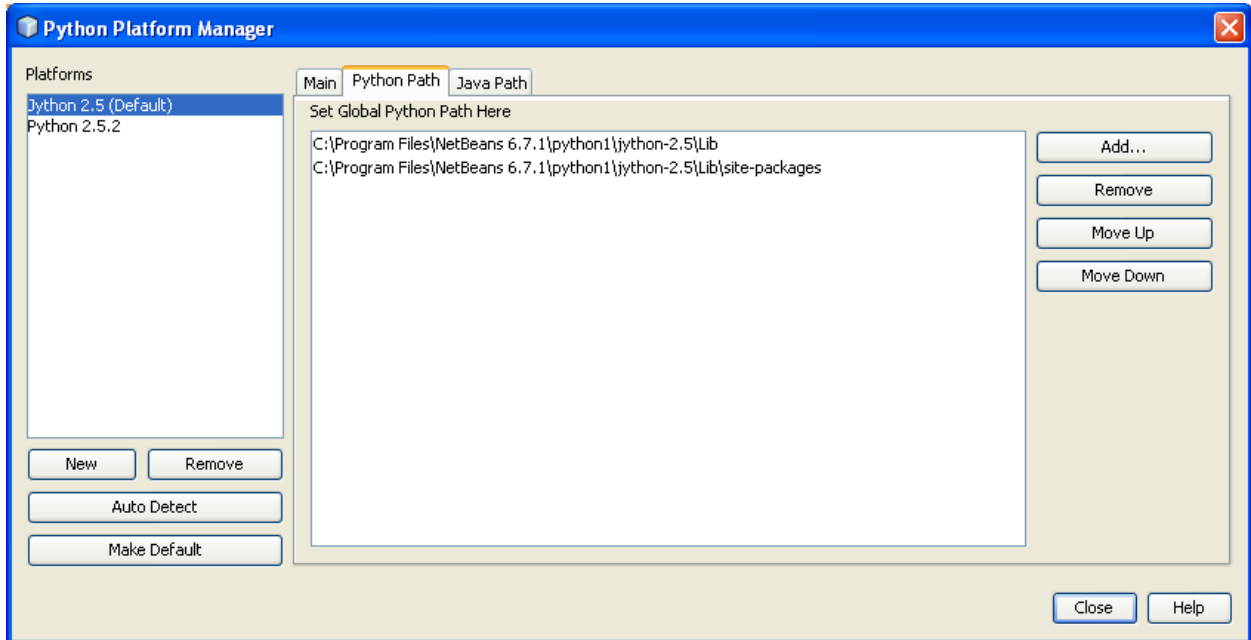 Python Platform Manager
Platforms
Jython 2.5 (Default)
Python 2.5.2
New
Remove
Auto Detect
Make Default
Main
Python Path
Java Path
Set Global Python Path Here
C:\Program Files\NetBeans 6.7.1\python1\jython-2.5\Lib
C:\Program Files\NetBeans 6.7.1\python1\jython-2.5\Lib\site-packages
Add...
Remove
Move Up
Move Down
Close
Help